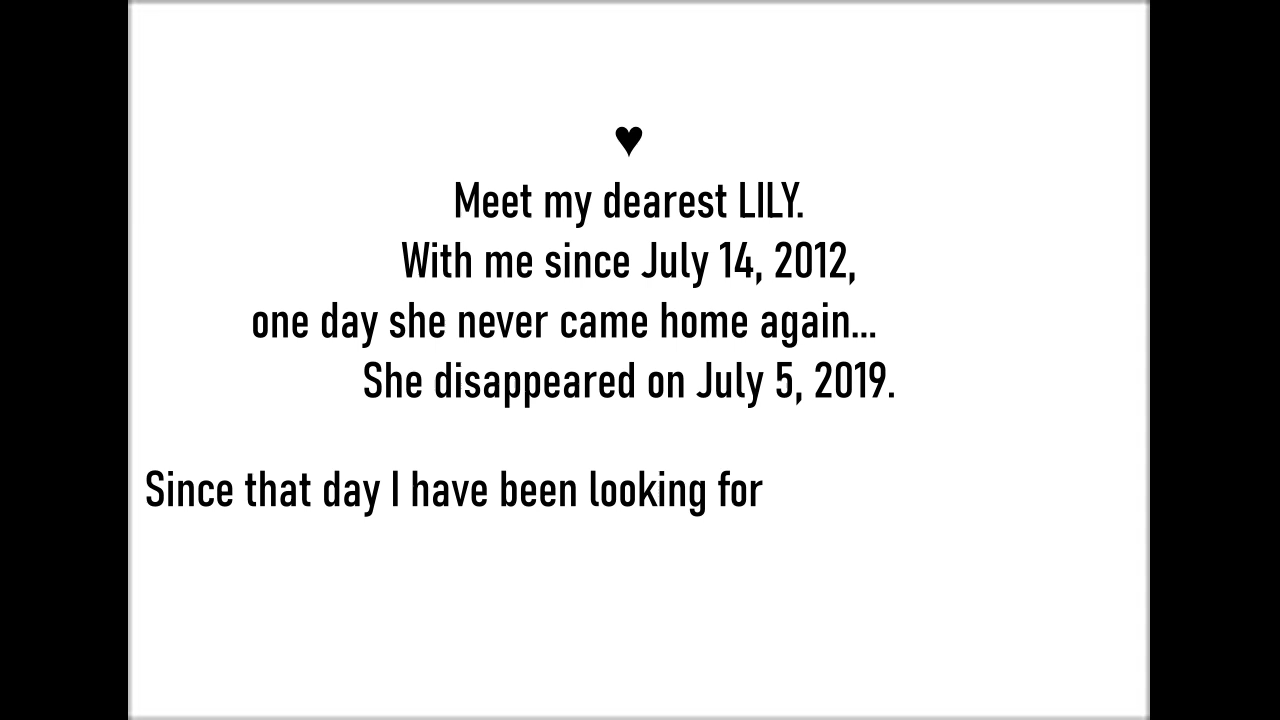 ♥
Meet my dearest LILY.
With me since July 14, 2012,
one day she never came home again...
She disappeared on July 5, 2019.
Since that day I have been looking for